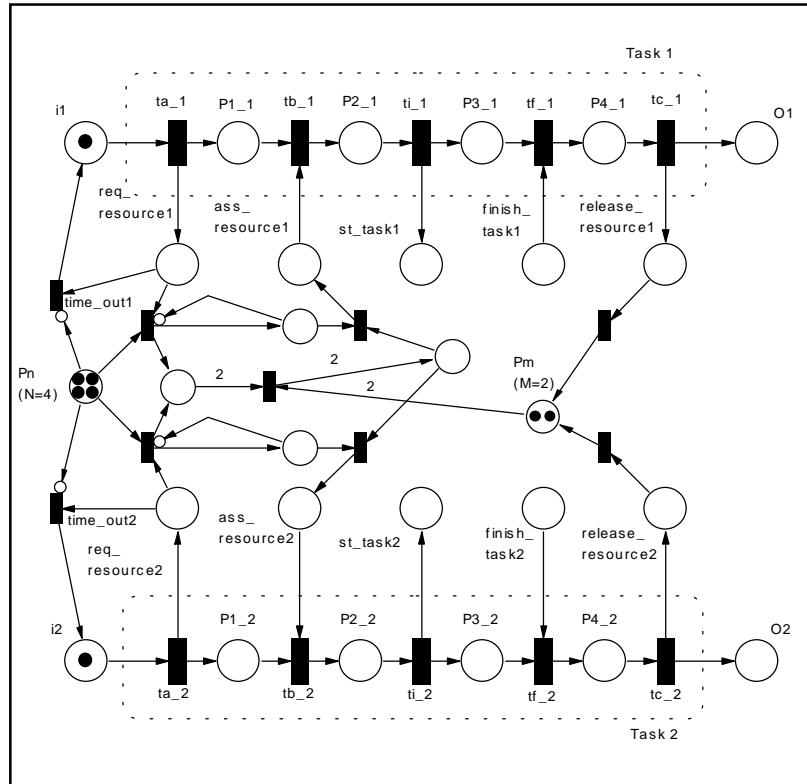 Task 1
ta_1
P1_1
tb_1
P2_1
ti_1
P3_1
tf_1
P4_1
tc_1
i1
O1
req_
resource1
ass_
resource1
st_task1
finish_
task1
release_
resource1
time_out1
Pn
(N=4)
2
2
2
Pm
(M=2)
time_out2
req_
resource2
ass_
resource2
st_task2
finish_
task2
release_
resource2
i2
P1_2
P2_2
P3_2
P4_2
O2
ta_2
tb_2
ti_2
tf_2
tc_2
Task 2